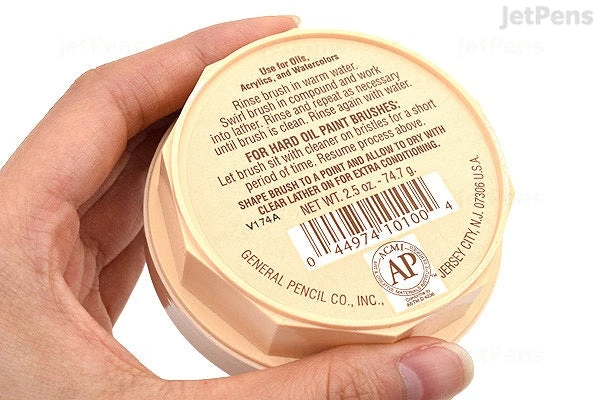 JetPens
Use for Oils,
Acrylics, and Watercolors
Rinse brush in warm water.
Swirl brush in compound and work
into lather. Rinse and repeat as necessary
until brush is clean. Rinse again with water.
FOR HARD OIL PAINT BRUSHES:
Let brush sit with cleaner on bristles for a short
period of time. Resume process above.
SHAPE BRUSH TO A POINT AND ALLOW TO DRY WITH
CLEAR LATHER ON FOR EXTRA CONDITIONING.
NET WT. 2.5 oz. - 74.7 g.
V174A
0 44974 10100 4
ACMI
AP
GENERAL PENCIL CO., INC.,
JERSEY CITY, N.J. 07306 U.S.A.